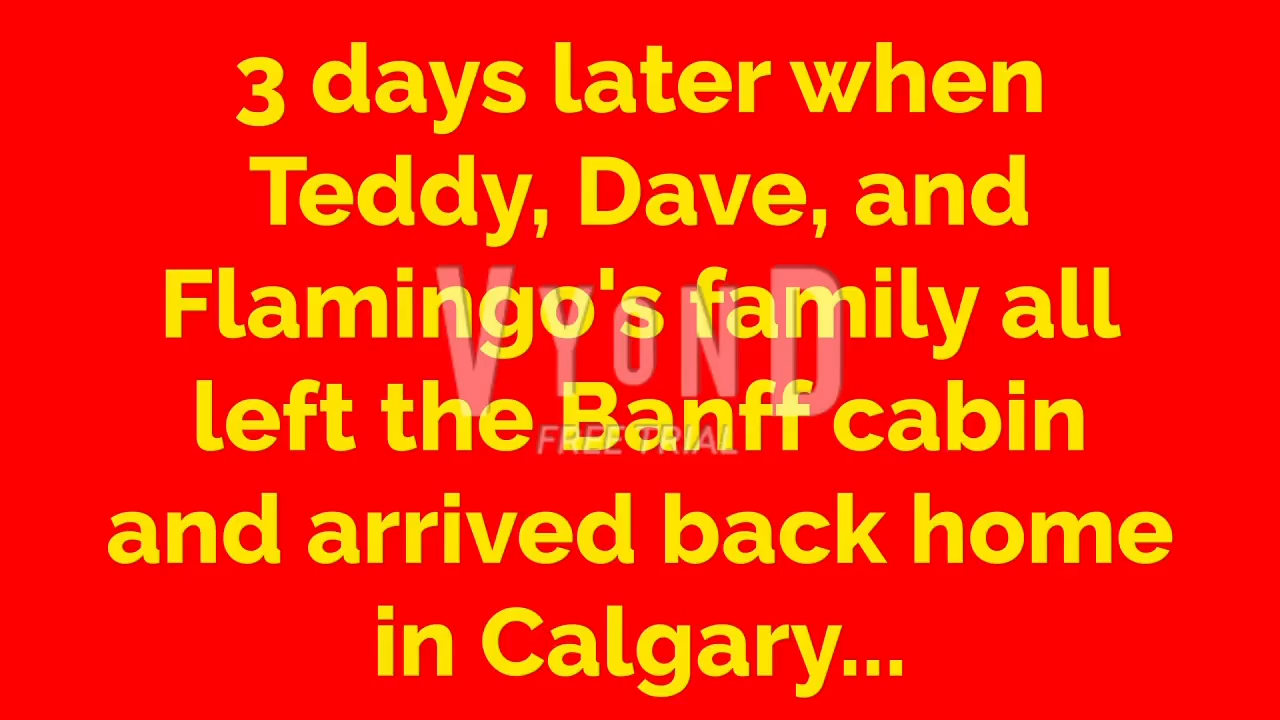 3 days later when
Teddy, Dave, and
Flamingo's family all
left the Banff cabin
and arrived back home
in Calgary...
VYOND
FREE TRIAL